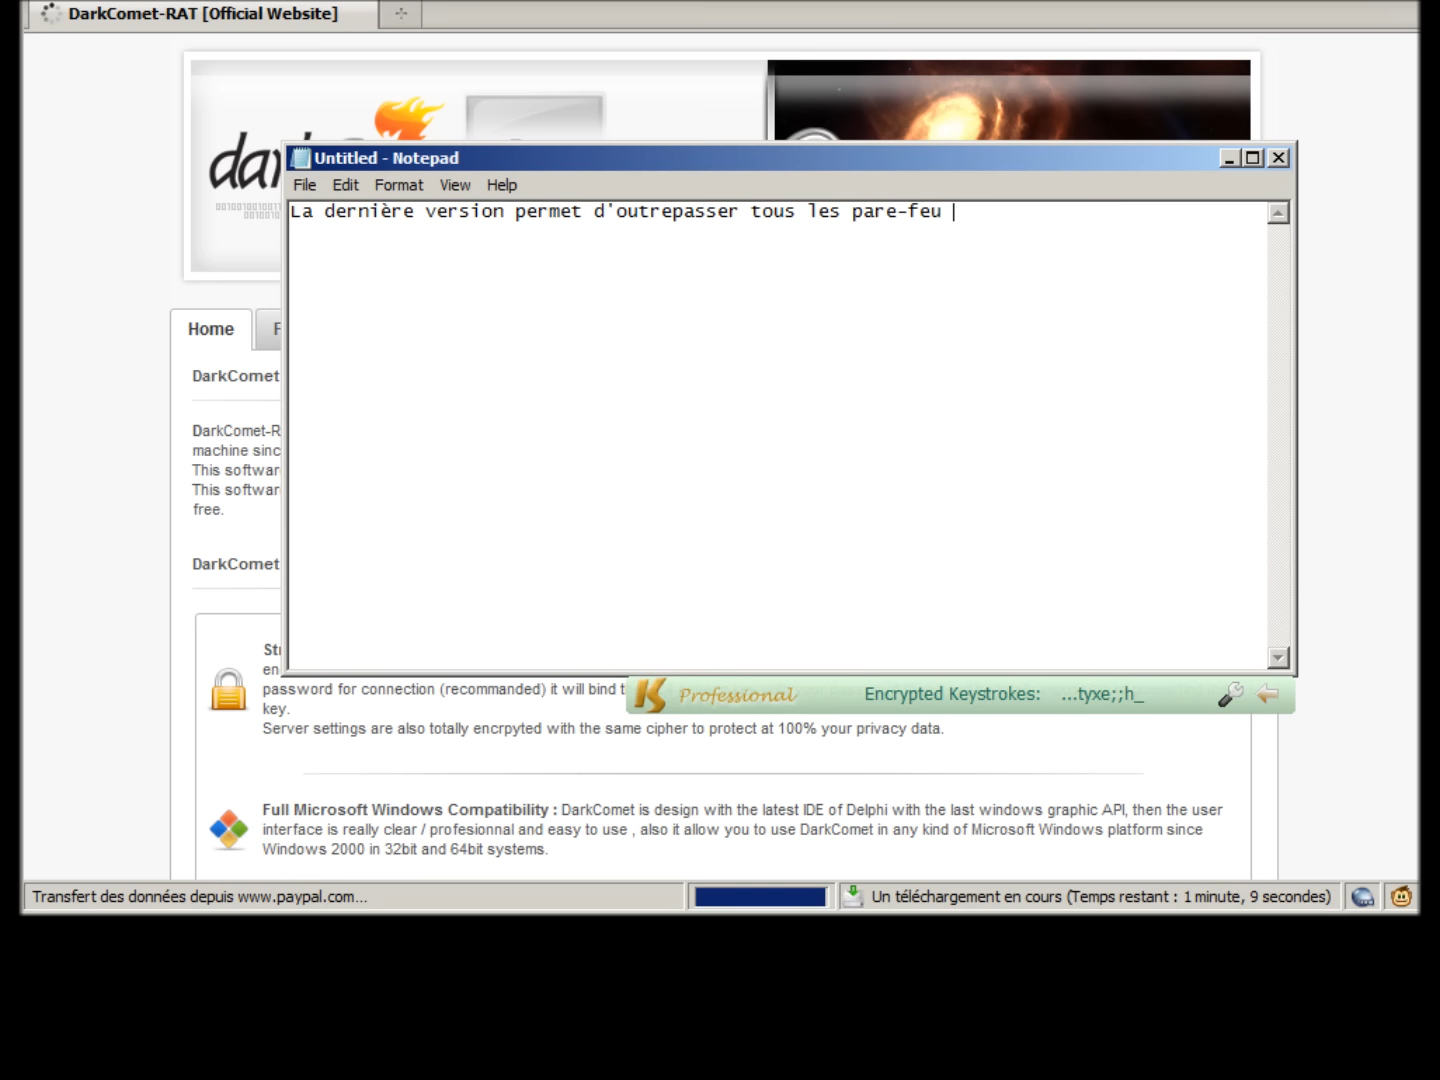 DarkComet-RAT [Official Website]
Untitled - Notepad
File Edit Format View Help
La dernière version permet d'outrepasser tous les pare-feu
Home
DarkComet
DarkComet-R
machine sinc
This softwar
This softwar
free.
DarkComet
password for connection (recommanded) it will bind t
key.
Server settings are also totally encrpyted with the same cipher to protect at 100% your privacy data.
KS Professional Encrypted Keystrokes: ...tyxe;;h_
Full Microsoft Windows Compatibility : DarkComet is design with the latest IDE of Delphi with the last windows graphic API, then the user
interface is really clear / profesionnal and easy to use , also it allow you to use DarkComet in any kind of Microsoft Windows platform since
Windows 2000 in 32bit and 64bit systems.
Transfert des données depuis www.paypal.com... Un téléchargement en cours (Temps restant : 1 minute, 9 secondes)